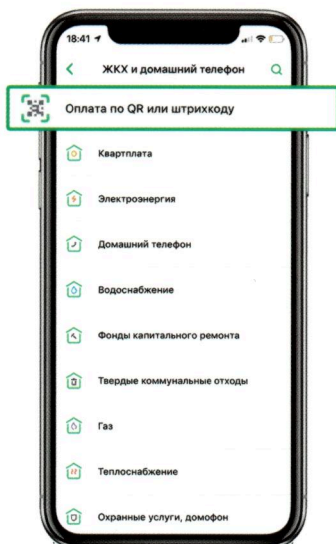 18:41
ЖКХ и домашний телефон
Оплата по QR или штрихкоду
Квартплата
Электроэнергия
Домашний телефон
Водоснабжение
Фонды капитального ремонта
Твердые коммунальные отходы
Газ
Теплоснабжение
Охранные услуги, домофон